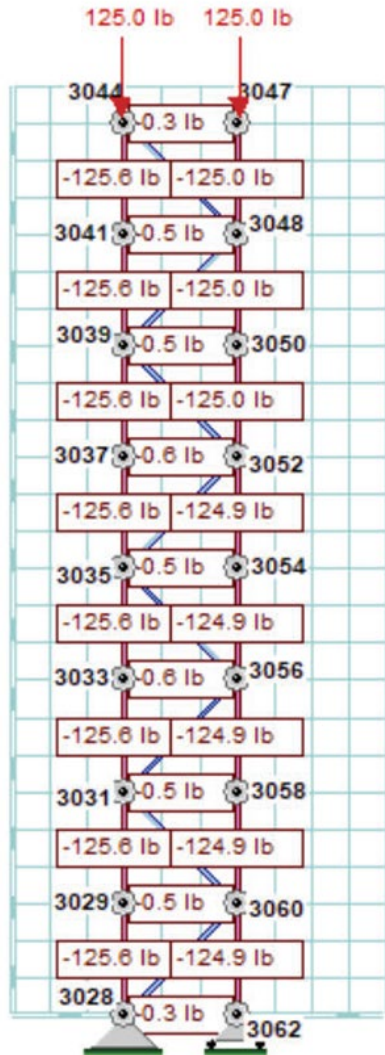 125.0 lb 125.0 lb
3044 3047
-0.3 lb
-125.6 lb -125.0 lb
3041 -0.5 lb 3048
-125.6 lb -125.0 lb
3039 -0.5 lb 3050
-125.6 lb -125.0 lb
3037 -0.6 lb 3052
-125.6 lb -124.9 lb
3035 -0.5 lb 3054
-125.6 lb -124.9 lb
3033 -0.6 lb 3056
-125.6 lb -124.9 lb
3031 -0.5 lb 3058
-125.6 lb -124.9 lb
3029 -0.5 lb 3060
-125.6 lb -124.9 lb
3028 -0.3 lb 3062